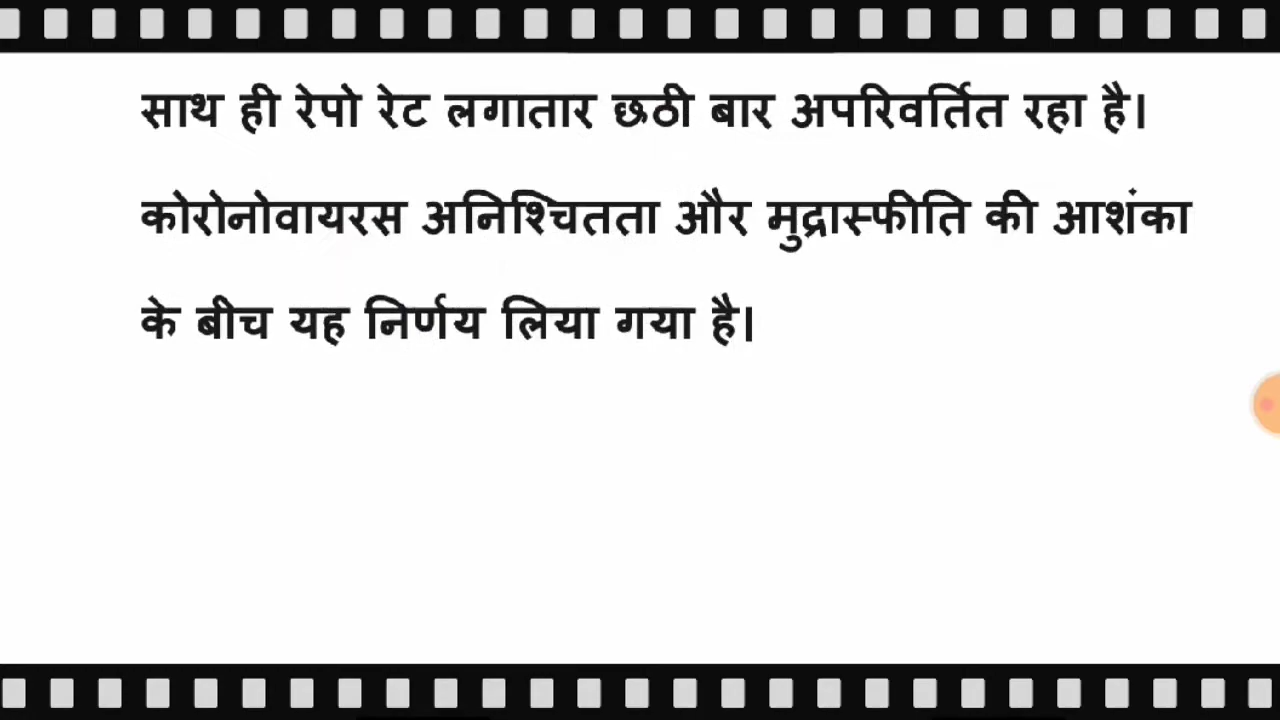 साथ ही रेपो रेट लगातार छठी बार अपरिवर्तित रहा है।
कोरोनोवायरस अनिश्चितता और मुद्रास्फीति की आशंका
के बीच यह निर्णय लिया गया है।